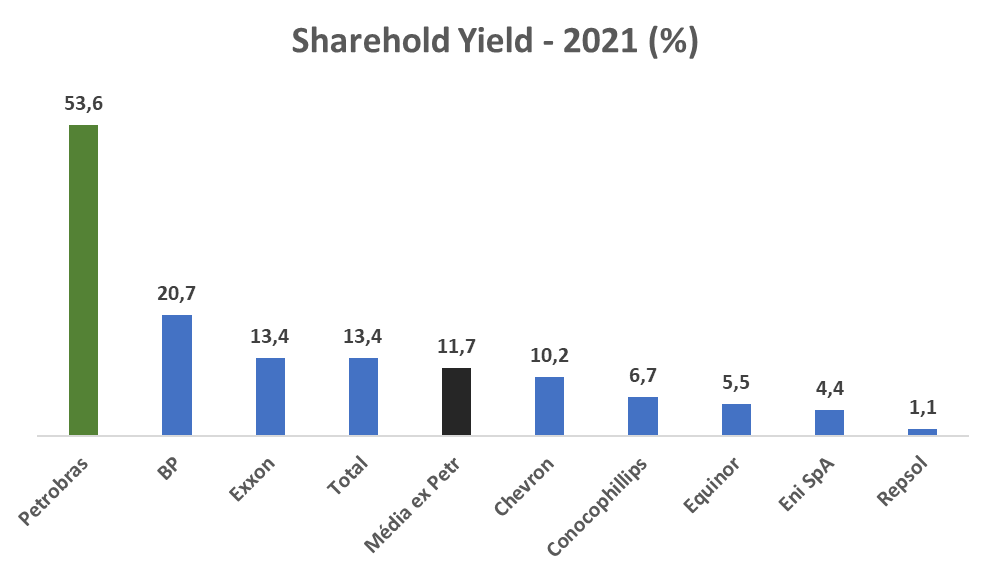 Sharehold Yield - 2021 (%)
53,6
20,7
13,4
13,4
11,7
10,2
6,7
5,5
4,4
1,1
Petrobras
BP
Exxon
Total
Média ex Petr
Chevron
Conocophillips
Equinor
Eni SpA
Repsol